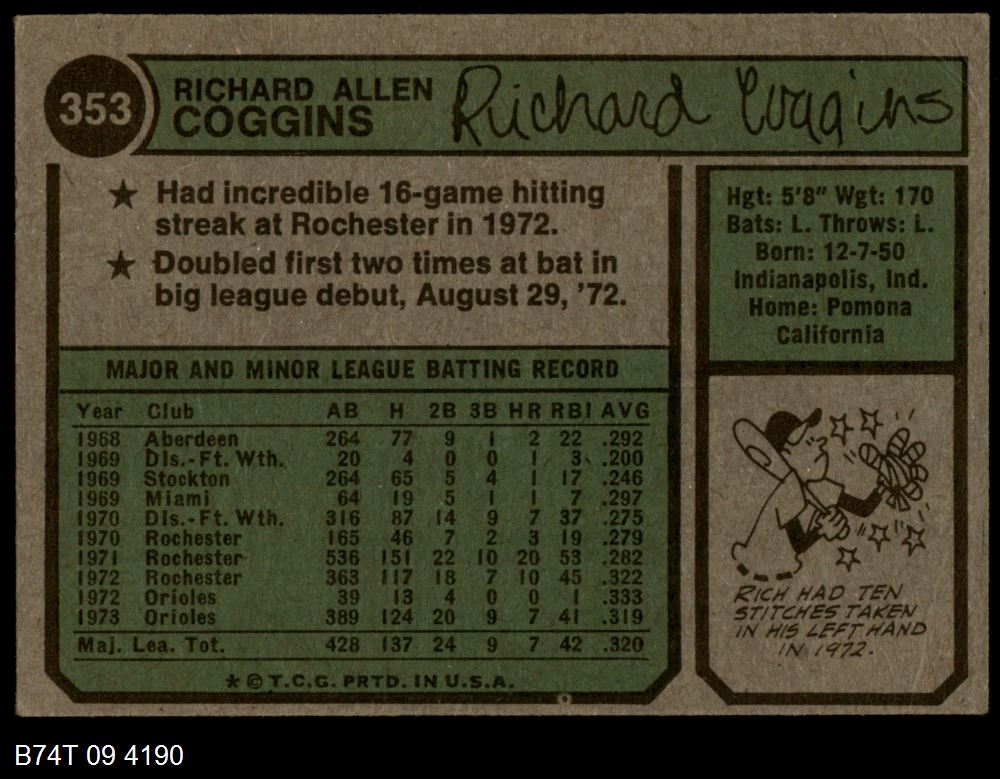 353
RICHARD ALLEN
COGGINS
Richard Coggins
★ Had incredible 16-game hitting
streak at Rochester in 1972.
★ Doubled first two times at bat in
big league debut, August 29, '72.
Hgt: 5'8" Wgt: 170
Bats: L. Throws: L.
Born: 12-7-50
Indianapolis, Ind.
Home: Pomona
California
MAJOR AND MINOR LEAGUE BATTING RECORD
Year Club AB H 2B 3B HR RBI AVG
1968 Aberdeen 264 77 9 1 2 22 .292
1969 Dls.-Ft. Wth. 20 4 0 0 1 3 .200
1969 Stockton 264 65 5 4 1 17 .246
1969 Miami 64 19 5 1 1 7 .297
1970 Dls.-Ft. Wth. 316 87 14 9 7 37 .275
1970 Rochester 165 46 7 2 3 19 .279
1971 Rochester 536 151 22 10 20 53 .282
1972 Rochester 363 117 18 7 10 45 .322
1972 Orioles 39 13 4 0 0 1 .333
1973 Orioles 389 124 20 9 7 41 .319
Maj. Lea. Tot. 428 137 24 9 7 42 .320
* © T.C.G. PRTD. IN U.S.A.
RICH HAD TEN
STITCHES TAKEN
IN HIS LEFT HAND
IN 1972.
B74T 09 4190